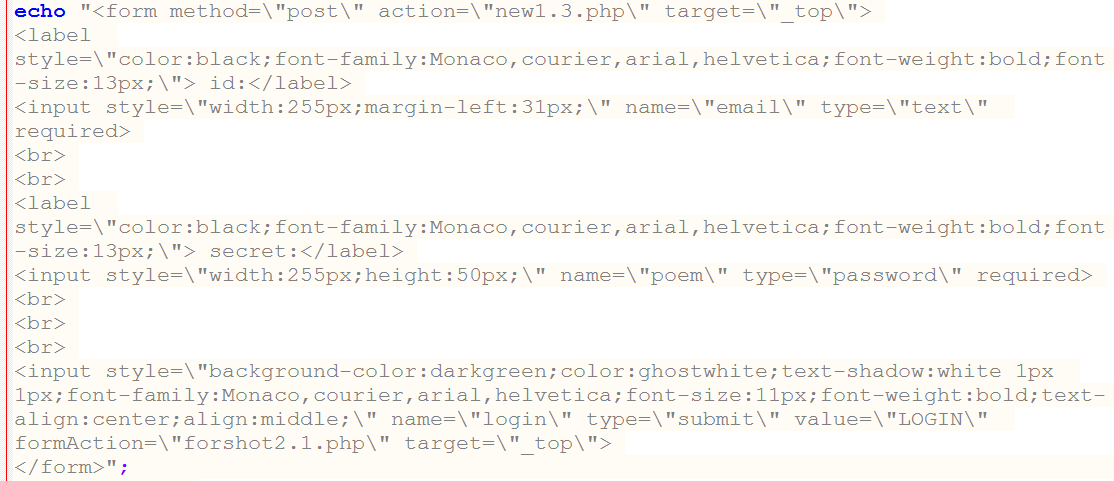 echo "<form method=\"post\" action=\"new1.3.php\" target=\"_top\">
<label
style=\"color:black;font-family:Monaco,courier,arial,helvetica;font-weight:bold;font
-size:13px;\"> id:</label>
<input style=\"width:255px;margin-left:31px;\" name=\"email\" type=\"text\"
required>
<br>
<br>
<label
style=\"color:black;font-family:Monaco,courier,arial,helvetica;font-weight:bold;font
-size:13px;\"> secret:</label>
<input style=\"width:255px;height:50px;\" name=\"poem\" type=\"password\" required>
<br>
<br>
<br>
<input style=\"background-color:darkgreen;color:ghostwhite;text-shadow:white 1px
1px;font-family:Monaco,courier,arial,helvetica;font-size:11px;font-weight:bold;text-
align:center;align:middle;\" name=\"login\" type=\"submit\" value=\"LOGIN\"
formAction=\"forshot2.1.php\" target=\"_top\">
</form>";